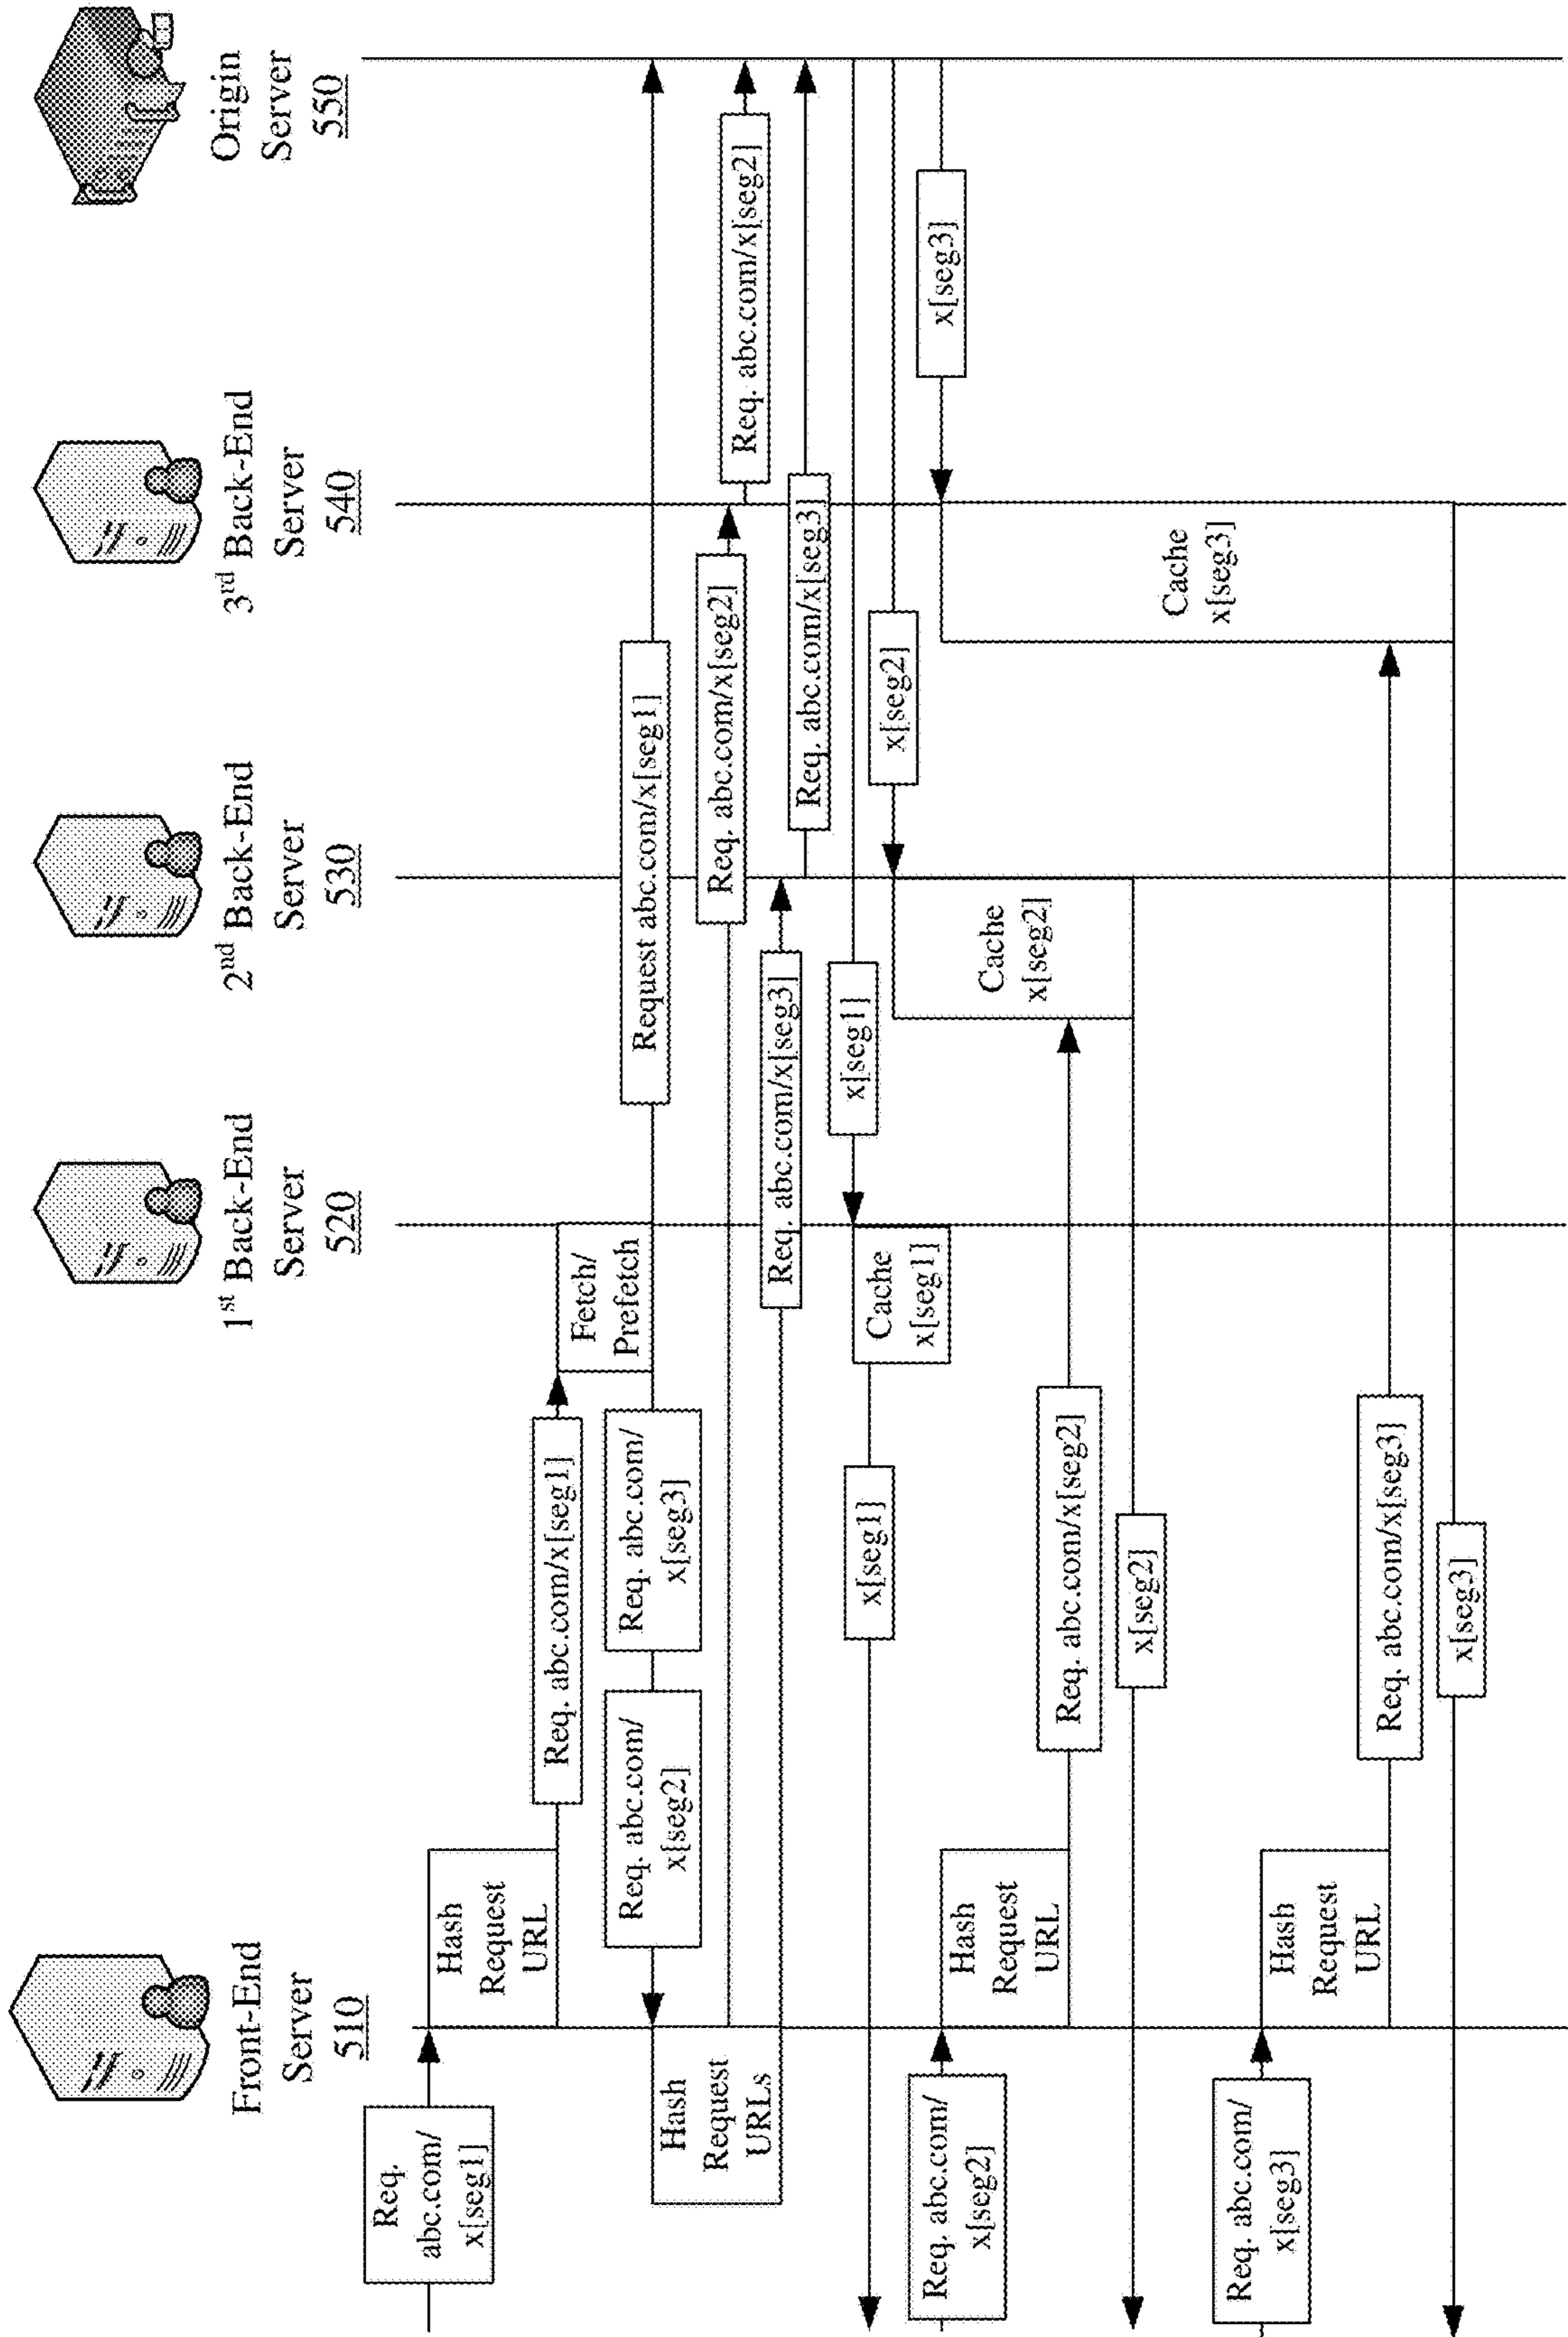 Front-End
Server
510
1st Back-End
Server
520
2nd Back-End
Server
530
3rd Back-End
Server
540
Origin
Server
550
Req.
abc.com/
x[seg1]
Hash
Request
URL
Req. abc.com/x[seg1]
Fetch/
Prefetch
Req. abc.com/
x[seg2]
Req. abc.com/
x[seg3]
Request abc.com/x[seg1]
Hash
Request
URLs
Req. abc.com/x[seg2]
Req. abc.com/x[seg2]
Req. abc.com/x[seg3]
Req. abc.com/x[seg3]
x[seg1]
x[seg2]
x[seg3]
Cache
x[seg1]
x[seg1]
Cache
x[seg2]
Cache
x[seg3]
Req. abc.com/
x[seg2]
Hash
Request
URL
Req. abc.com/x[seg2]
x[seg2]
Req. abc.com/
x[seg3]
Hash
Request
URL
Req. abc.com/x[seg3]
x[seg3]